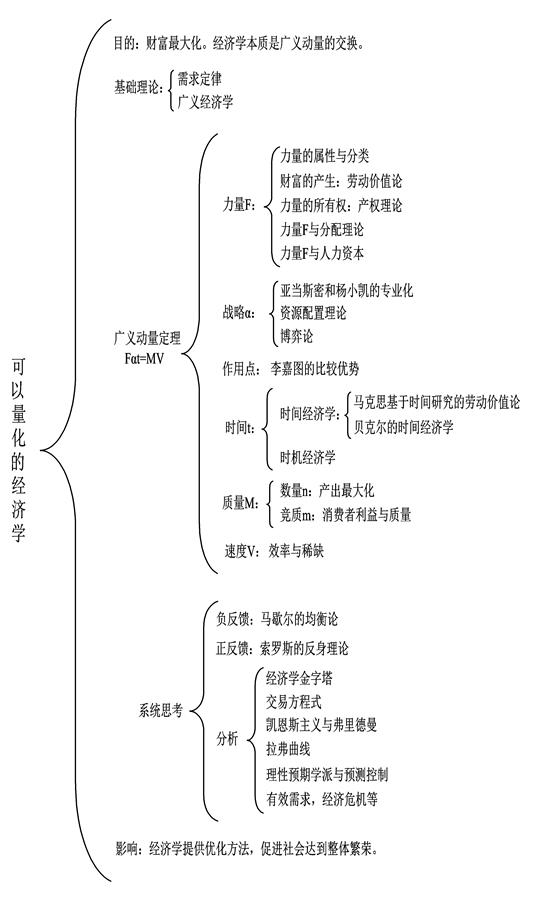 可以量化的经济学
目的：财富最大化。经济学本质是广义动量的交换。
基础理论：
需求定律
广义经济学
广义动量定理
Fαt=MV
力量F：
力量的属性与分类
财富的产生：劳动价值论
力量的所有权：产权理论
力量F与分配理论
力量F与人力资本
战略α：
亚当斯密和杨小凯的专业化
资源配置理论
博弈论
作用点： 李嘉图的比较优势
时间t：
时间经济学：
马克思基于时间研究的劳动价值论
贝克尔的时间经济学
时机经济学
质量M：
数量n：产出最大化
竞质m：消费者利益与质量
速度V： 效率与稀缺
系统思考
负反馈：马歇尔的均衡论
正反馈：索罗斯的反身理论
分析
经济学金字塔
交易方程式
凯恩斯主义与弗里德曼
拉弗曲线
理性预期学派与预测控制
有效需求，经济危机等
影响：经济学提供优化方法，促进社会达到整体繁荣。